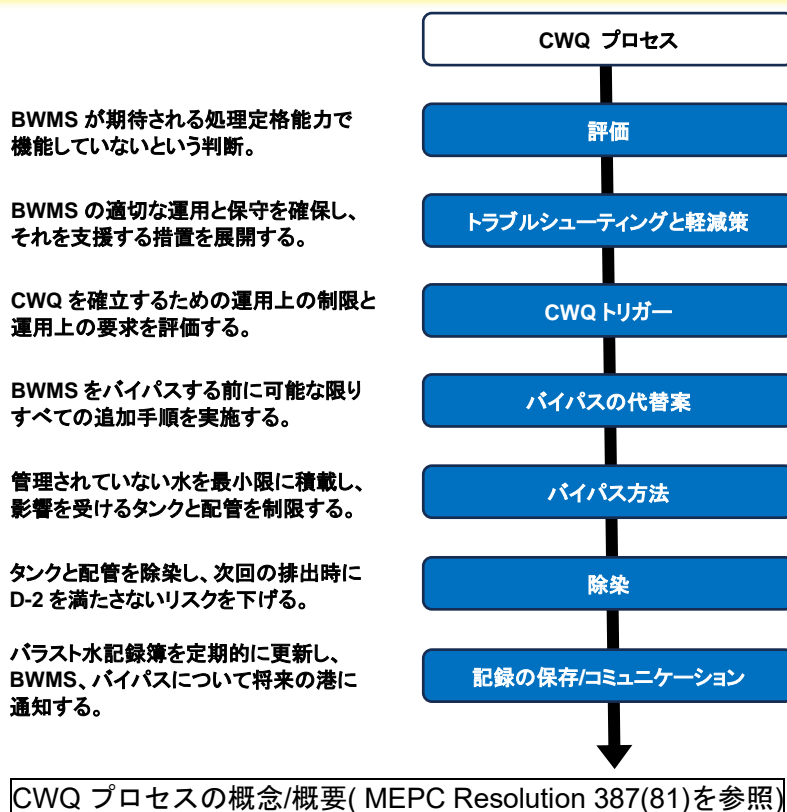 CWQ プロセス
BWMS が期待される処理定格能力で
機能していないという判断。
評価
BWMS の適切な運用と保守を確保し、
それを支援する措置を展開する。
トラブルシューティングと軽減策
CWQ を確立するための運用上の制限と
運用上の要求を評価する。
CWQ トリガー
BWMS をバイパスする前に可能な限り
すべての追加手順を実施する。
バイパスの代替案
管理されていない水を最小限に積載し、
影響を受けるタンクと配管を制限する。
バイパス方法
タンクと配管を除染し、次回の排出時に
D-2 を満たさないリスクを下げる。
除染
バラスト水記録簿を定期的に更新し、
BWMS、バイパスについて将来の港に
通知する。
記録の保存/コミュニケーション
CWQ プロセスの概念/概要( MEPC Resolution 387(81)を参照)